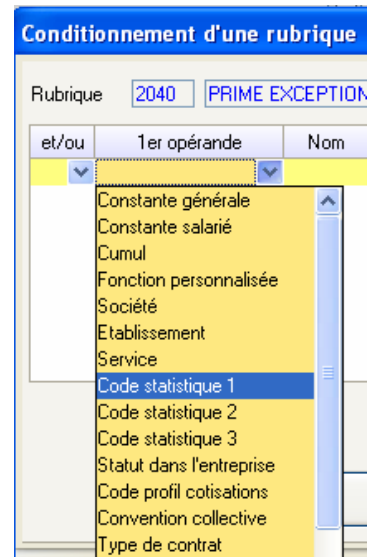 Conditionnement d'une rubrique
Rubrique 2040 PRIME EXCEPTION
et/ou 1er opérande Nom
Constante générale
Constante salarié
Cumul
Fonction personnalisée
Société
Etablissement
Service
Code statistique 1
Code statistique 2
Code statistique 3
Statut dans l'entreprise
Code profil cotisations
Convention collective
Type de contrat